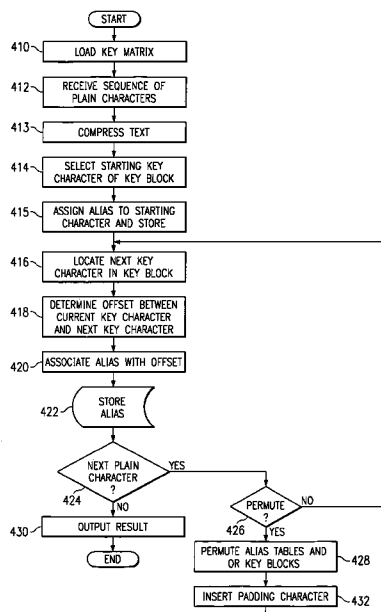 START
410
LOAD KEY MATRIX
412
RECEIVE SEQUENCE OF
PLAIN CHARACTERS
413
COMPRESS TEXT
414
SELECT STARTING KEY
CHARACTER OF KEY BLOCK
415
ASSIGN ALIAS TO STARTING
CHARACTER AND STORE
416
LOCATE NEXT KEY
CHARACTER IN KEY BLOCK
418
DETERMINE OFFSET BETWEEN
CURRENT KEY CHARACTER
AND NEXT KEY CHARACTER
420
ASSOCIATE ALIAS WITH OFFSET
422
STORE
ALIAS
NEXT PLAIN
CHARACTER
?
YES
424
NO
PERMUTE
?
NO
426
YES
430
OUTPUT RESULT
END
PERMUTE ALIAS TABLES AND
OR KEY BLOCKS
428
INSERT PADDING CHARACTER
432